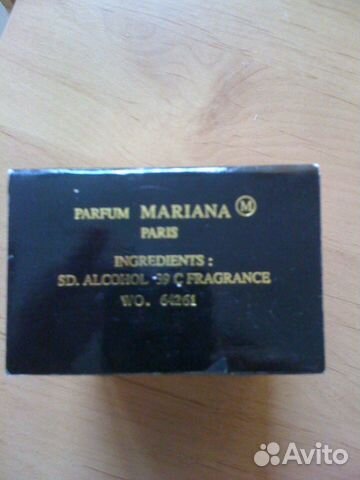 PARFUM MARIANA Ⓜ
PARIS
INGREDIENTS :
SD. ALCOHOL 39 C FRAGRANCE
WO. 64261
Avito